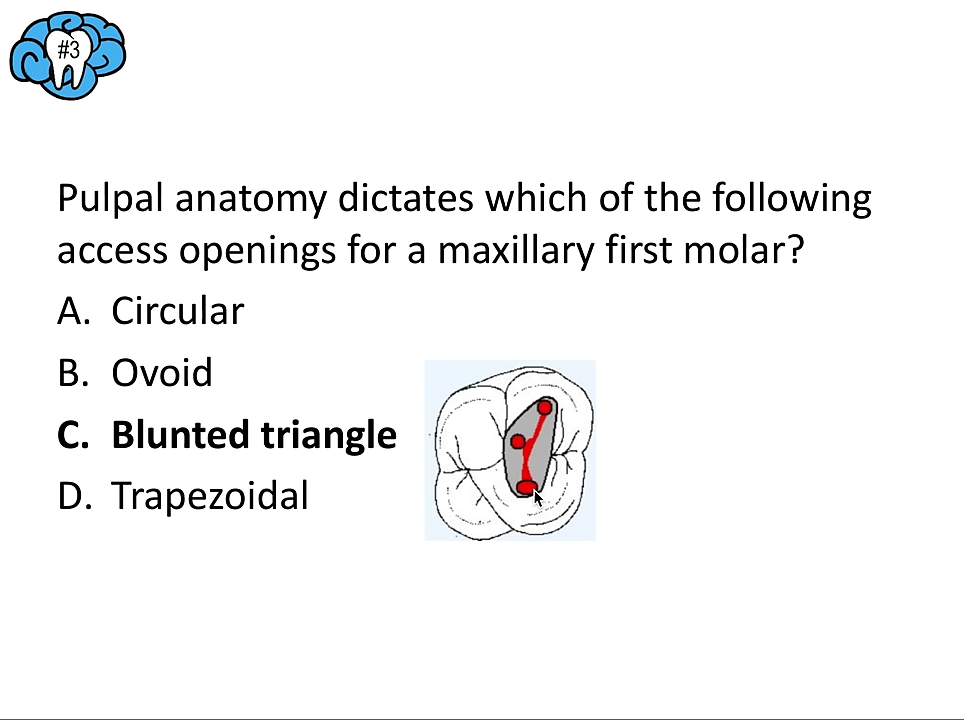 #3
Pulpal anatomy dictates which of the following
access openings for a maxillary first molar?
A. Circular
B. Ovoid
C. Blunted triangle
D. Trapezoidal